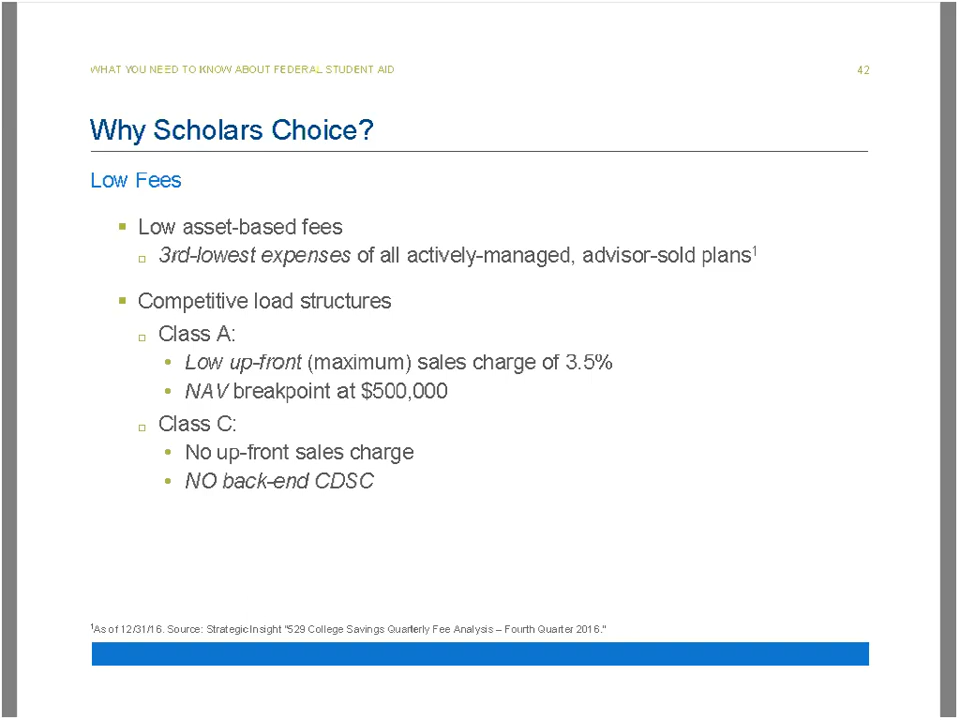 WHAT YOU NEED TO KNOW ABOUT FEDERAL STUDENT AID 42
Why Scholars Choice?
Low Fees
Low asset-based fees
3rd-lowest expenses of all actively-managed, advisor-sold plans¹
Competitive load structures
Class A:
Low up-front (maximum) sales charge of 3.5%
NAV breakpoint at $500,000
Class C:
No up-front sales charge
NO back-end CDSC
¹As of 12/31/16. Source: Strategic Insight "529 College Savings Quarterly Fee Analysis – Fourth Quarter 2016."